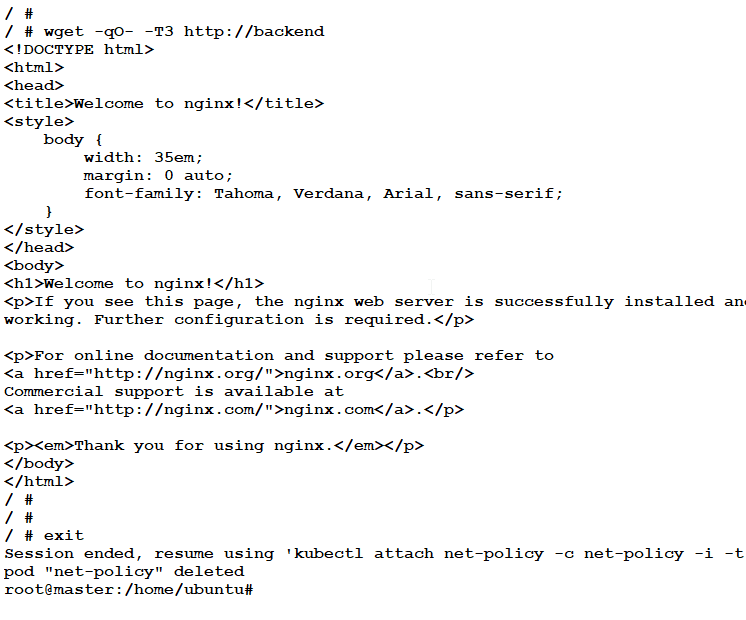 / #
/ # wget -qO- -T3 http://backend
<!DOCTYPE html>
<html>
<head>
<title>Welcome to nginx!</title>
<style>
    body {
        width: 35em;
        margin: 0 auto;
        font-family: Tahoma, Verdana, Arial, sans-serif;
    }
</style>
</head>
<body>
<h1>Welcome to nginx!</h1>
<p>If you see this page, the nginx web server is successfully installed and
working. Further configuration is required.</p>

<p>For online documentation and support please refer to
<a href="http://nginx.org/">nginx.org</a>.<br/>
Commercial support is available at
<a href="http://nginx.com/">nginx.com</a>.</p>

<p><em>Thank you for using nginx.</em></p>
</body>
</html>
/ #
/ #
/ # exit
Session ended, resume using 'kubectl attach net-policy -c net-policy -i -t
pod "net-policy" deleted
root@master:/home/ubuntu#